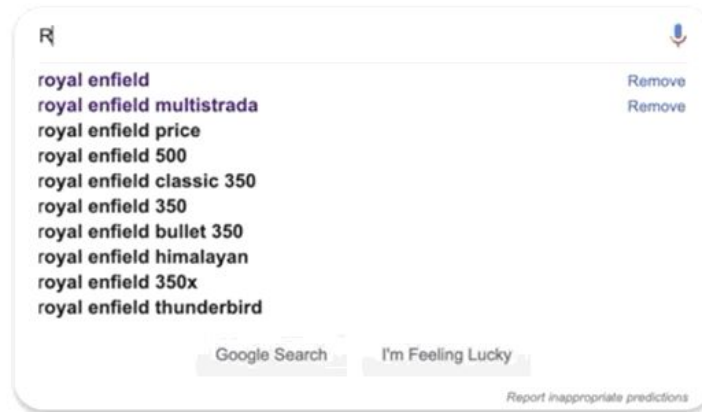 R
royal enfield Remove
royal enfield multistrada Remove
royal enfield price
royal enfield 500
royal enfield classic 350
royal enfield 350
royal enfield bullet 350
royal enfield himalayan
royal enfield 350x
royal enfield thunderbird
Google Search I'm Feeling Lucky
Report inappropriate predictions